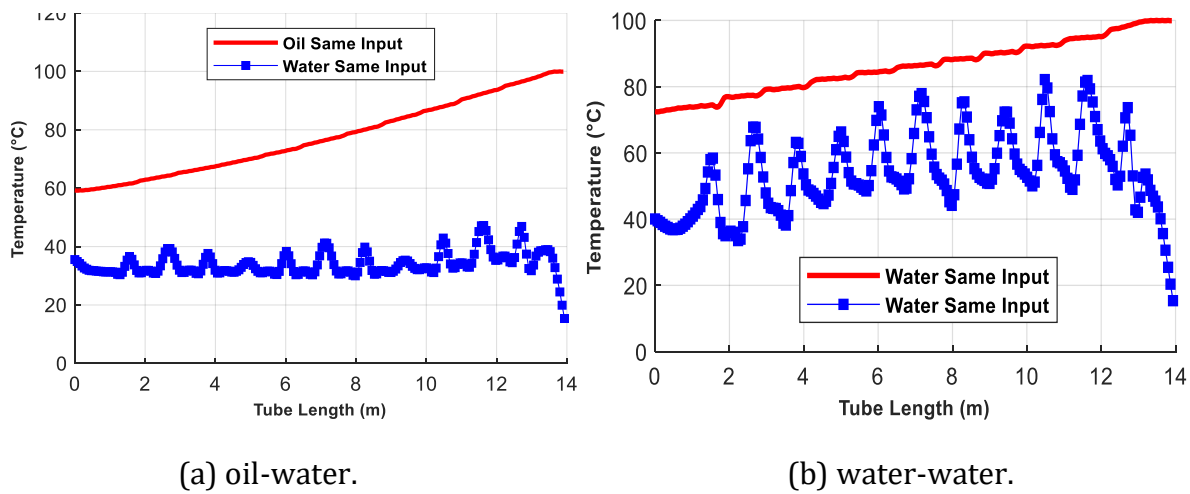 120
100
80
60
40
20
0
Temperature (°C)
Oil Same Input
Water Same Input
0 2 4 6 8 10 12 14
Tube Length (m)
(a) oil-water.
100
80
60
40
20
0
Temperature (°C)
Water Same Input
Water Same Input
0 2 4 6 8 10 12 14
Tube Length (m)
(b) water-water.